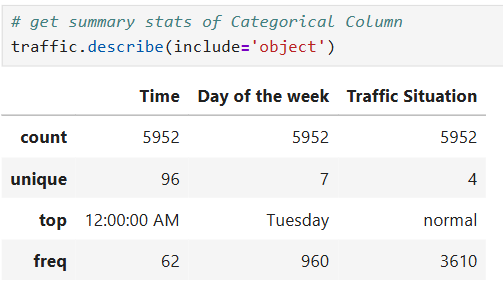 # get summary stats of Categorical Column
traffic.describe(include='object')
Time Day of the week Traffic Situation
count 5952 5952 5952
unique 96 7 4
top 12:00:00 AM Tuesday normal
freq 62 960 3610